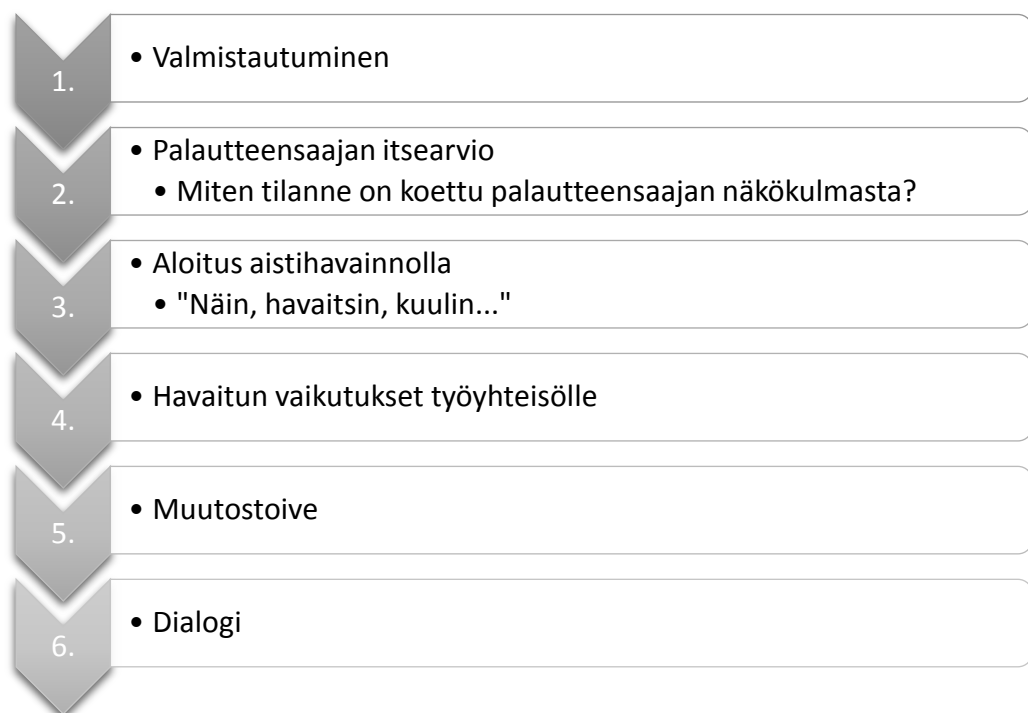 1.
• Valmistautuminen
2.
• Palautteensaajan itsearvio
• Miten tilanne on koettu palautteensaajan näkökulmasta?
3.
• Aloitus aistihavainnolla
• "Näin, havaitsin, kuulin..."
4.
• Havaitun vaikutukset työyhteisölle
5.
• Muutostoive
6.
• Dialogi